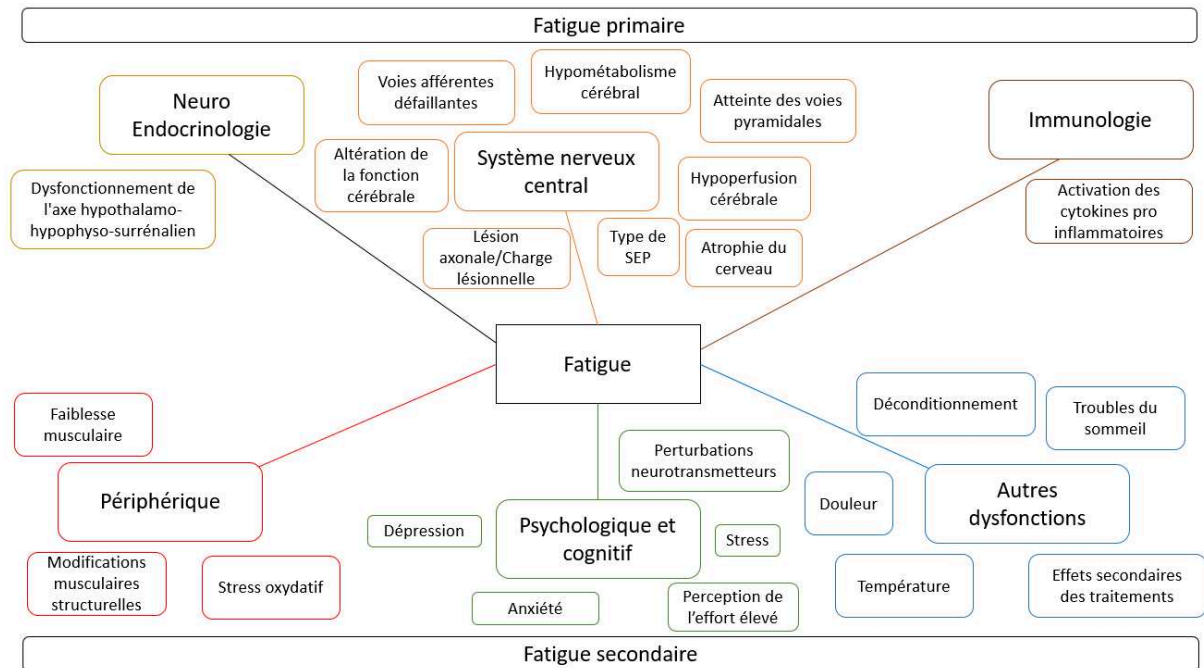 Fatigue primaire
Neuro
Endocrinologie
Dysfonctionnement de
l'axe hypothalamo-
hypophyso-surrénalien
Voies afférentes
défaillantes
Hypométabolisme
cérébral
Atteinte des voies
pyramidales
Altération de
la fonction
cérébrale
Système nerveux
central
Hypoperfusion
cérébrale
Lésion
axonale/Charge
lésionnelle
Type de
SEP
Atrophie du
cerveau
Immunologie
Activation des
cytokines pro
inflammatoires
Fatigue
Faiblesse
musculaire
Périphérique
Modifications
musculaires
structurelles
Stress oxydatif
Perturbations
neurotransmetteurs
Dépression
Psychologique et
cognitif
Stress
Anxiété
Perception de
l’effort élevé
Déconditionnement
Troubles du
sommeil
Douleur
Autres
dysfonctions
Température
Effets secondaires
des traitements
Fatigue secondaire